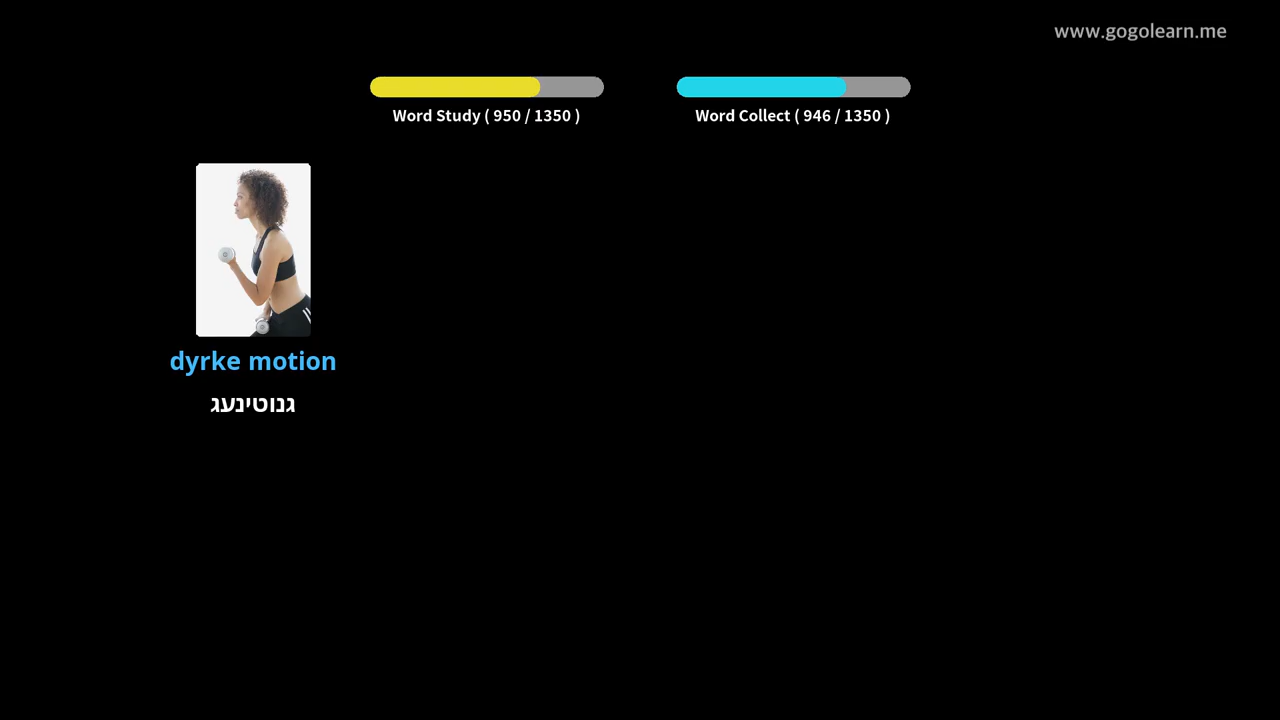 www.gogolearn.me
Word Study ( 950 / 1350 )
Word Collect ( 946 / 1350 )
dyrke motion
גנוטינעג